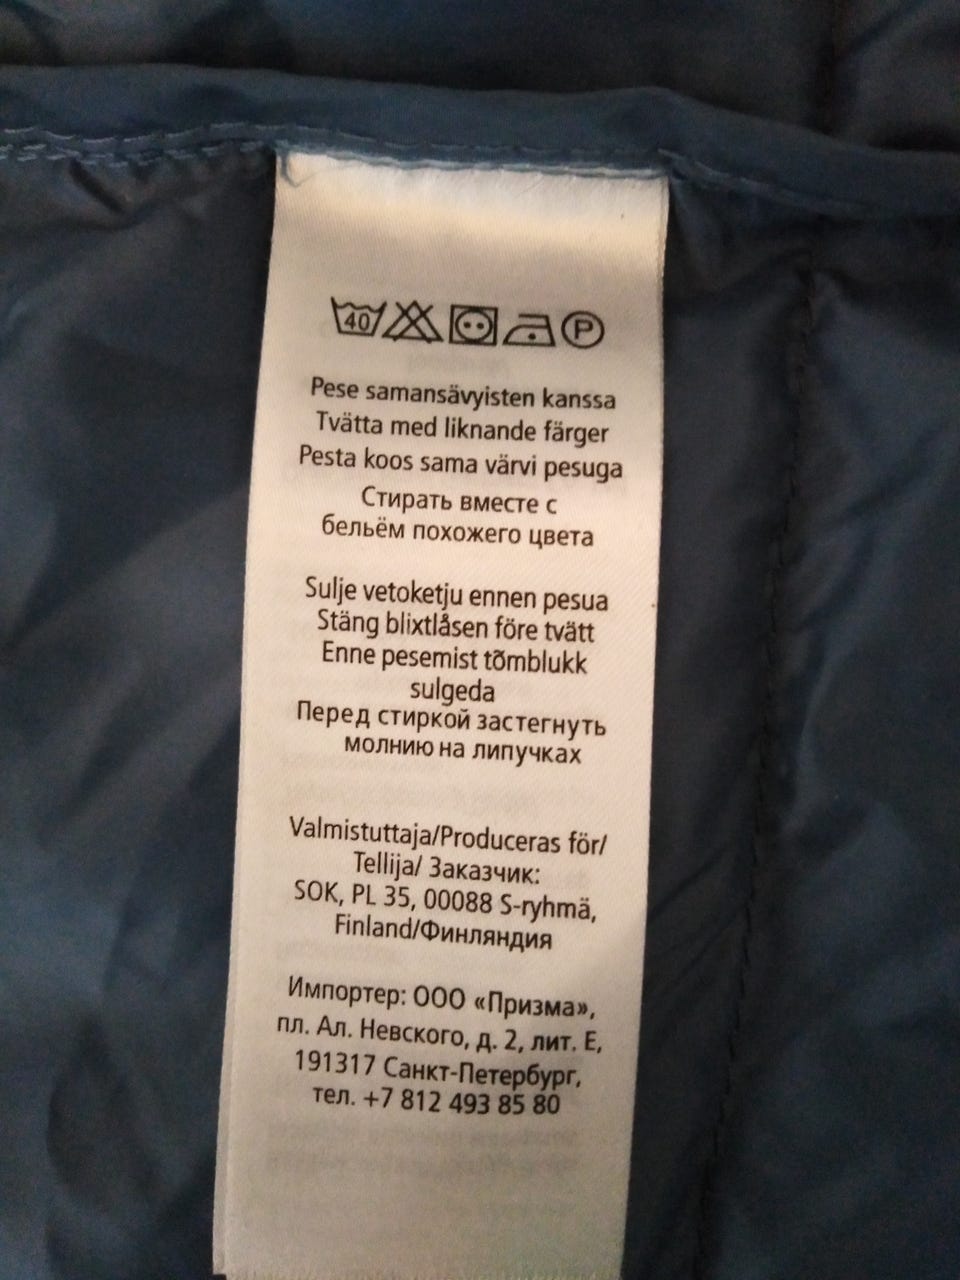 40 P
Pese samansävyisten kanssa
Tvätta med liknande färger
Pesta koos sama värvi pesuga
Стирать вместе с
бельём похожего цвета
Sulje vetoketju ennen pesua
Stäng blixtlåsen före tvätt
Enne pesemist tõmblukk
sulgeda
Перед стиркой застегнуть
молнию на липучках
Valmistuttaja/Produceras för/
Tellija/ Заказчик:
SOK, PL 35, 00088 S-ryhmä,
Finland/Финляндия
Импортер: ООО «Призма»,
пл. Ал. Невского, д. 2, лит. Е,
191317 Санкт-Петербург,
тел. +7 812 493 85 80